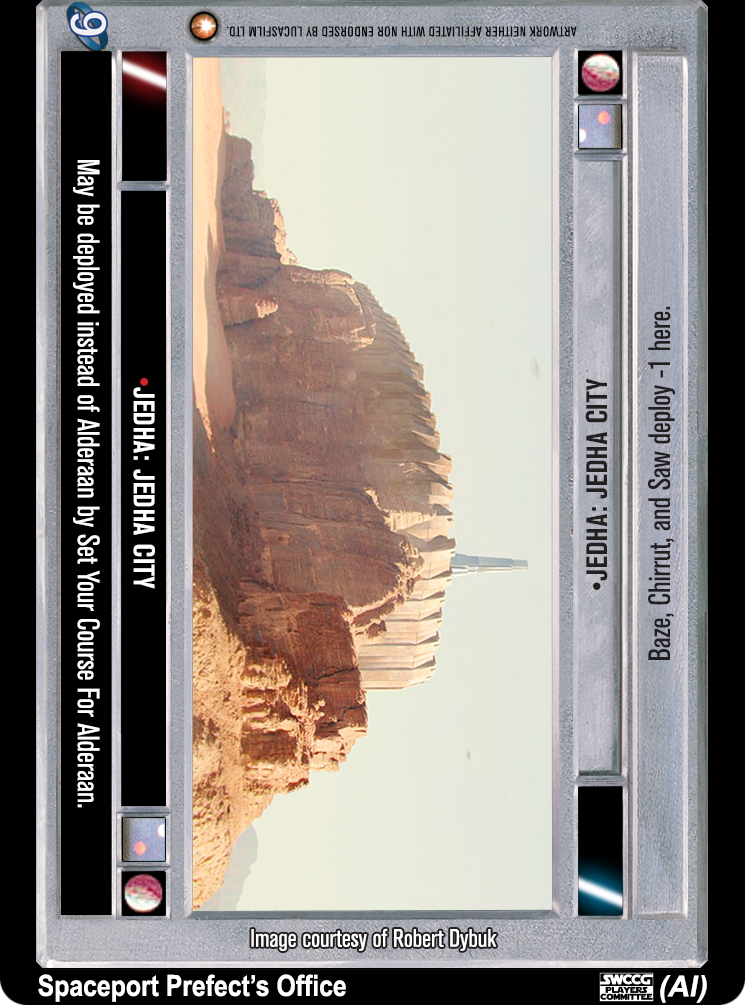 9
ARTWORK NEITHER AFFILIATED WITH NOR ENDORSED BY LUCASFILM LTD.
May be deployed instead of Alderaan by Set Your Course For Alderaan.
•JEDHA: JEDHA CITY
•JEDHA: JEDHA CITY
Baze, Chirrut, and Saw deploy -1 here.
Image courtesy of Robert Dybuk
Spaceport Prefect's Office
SWCCG
PLAYERS
COMMITTEE
(AI)